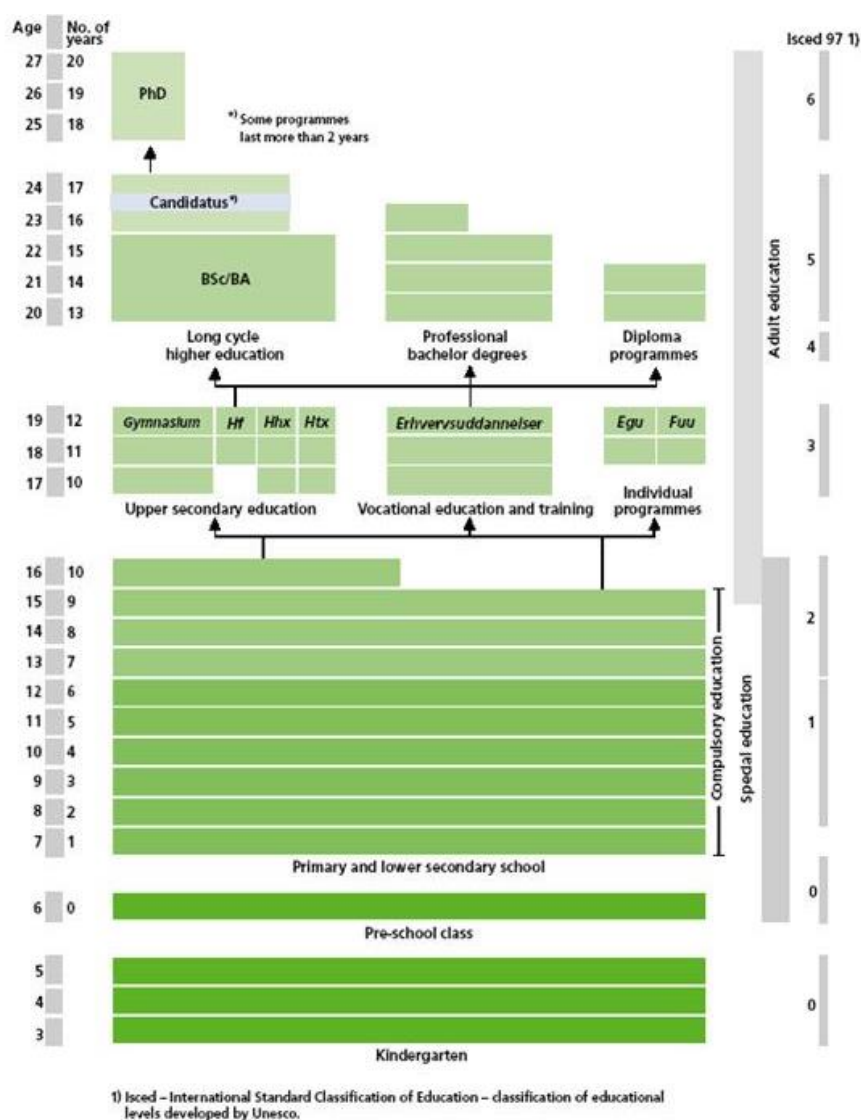 Age No. of years Isced 97 1)
27 20
26 19 PhD 6
25 18
*) Some programmes
last more than 2 years
24 17
Candidatus*)
23 16
22 15
21 14 BSc/BA 5
20 13
Long cycle
higher education
Professional
bachelor degrees
Diploma
programmes
4
Adult education
19 12 Gymnasium Hf Hhx Htx Erhvervsuddannelser Egu Fuu
18 11 3
17 10
Upper secondary education
Vocational education and training
Individual
programmes
16 10
15 9
14 8 2
13 7
12 6
11 5 1
10 4
9 3
8 2
7 1
Compulsory education
Spedal education
Primary and lower secondary school
0
6 0
Pre-school class
5
4 0
3
Kindergarten
1) Isced – International Standard Classification of Education – classification of educational
levels developed by Unesco.